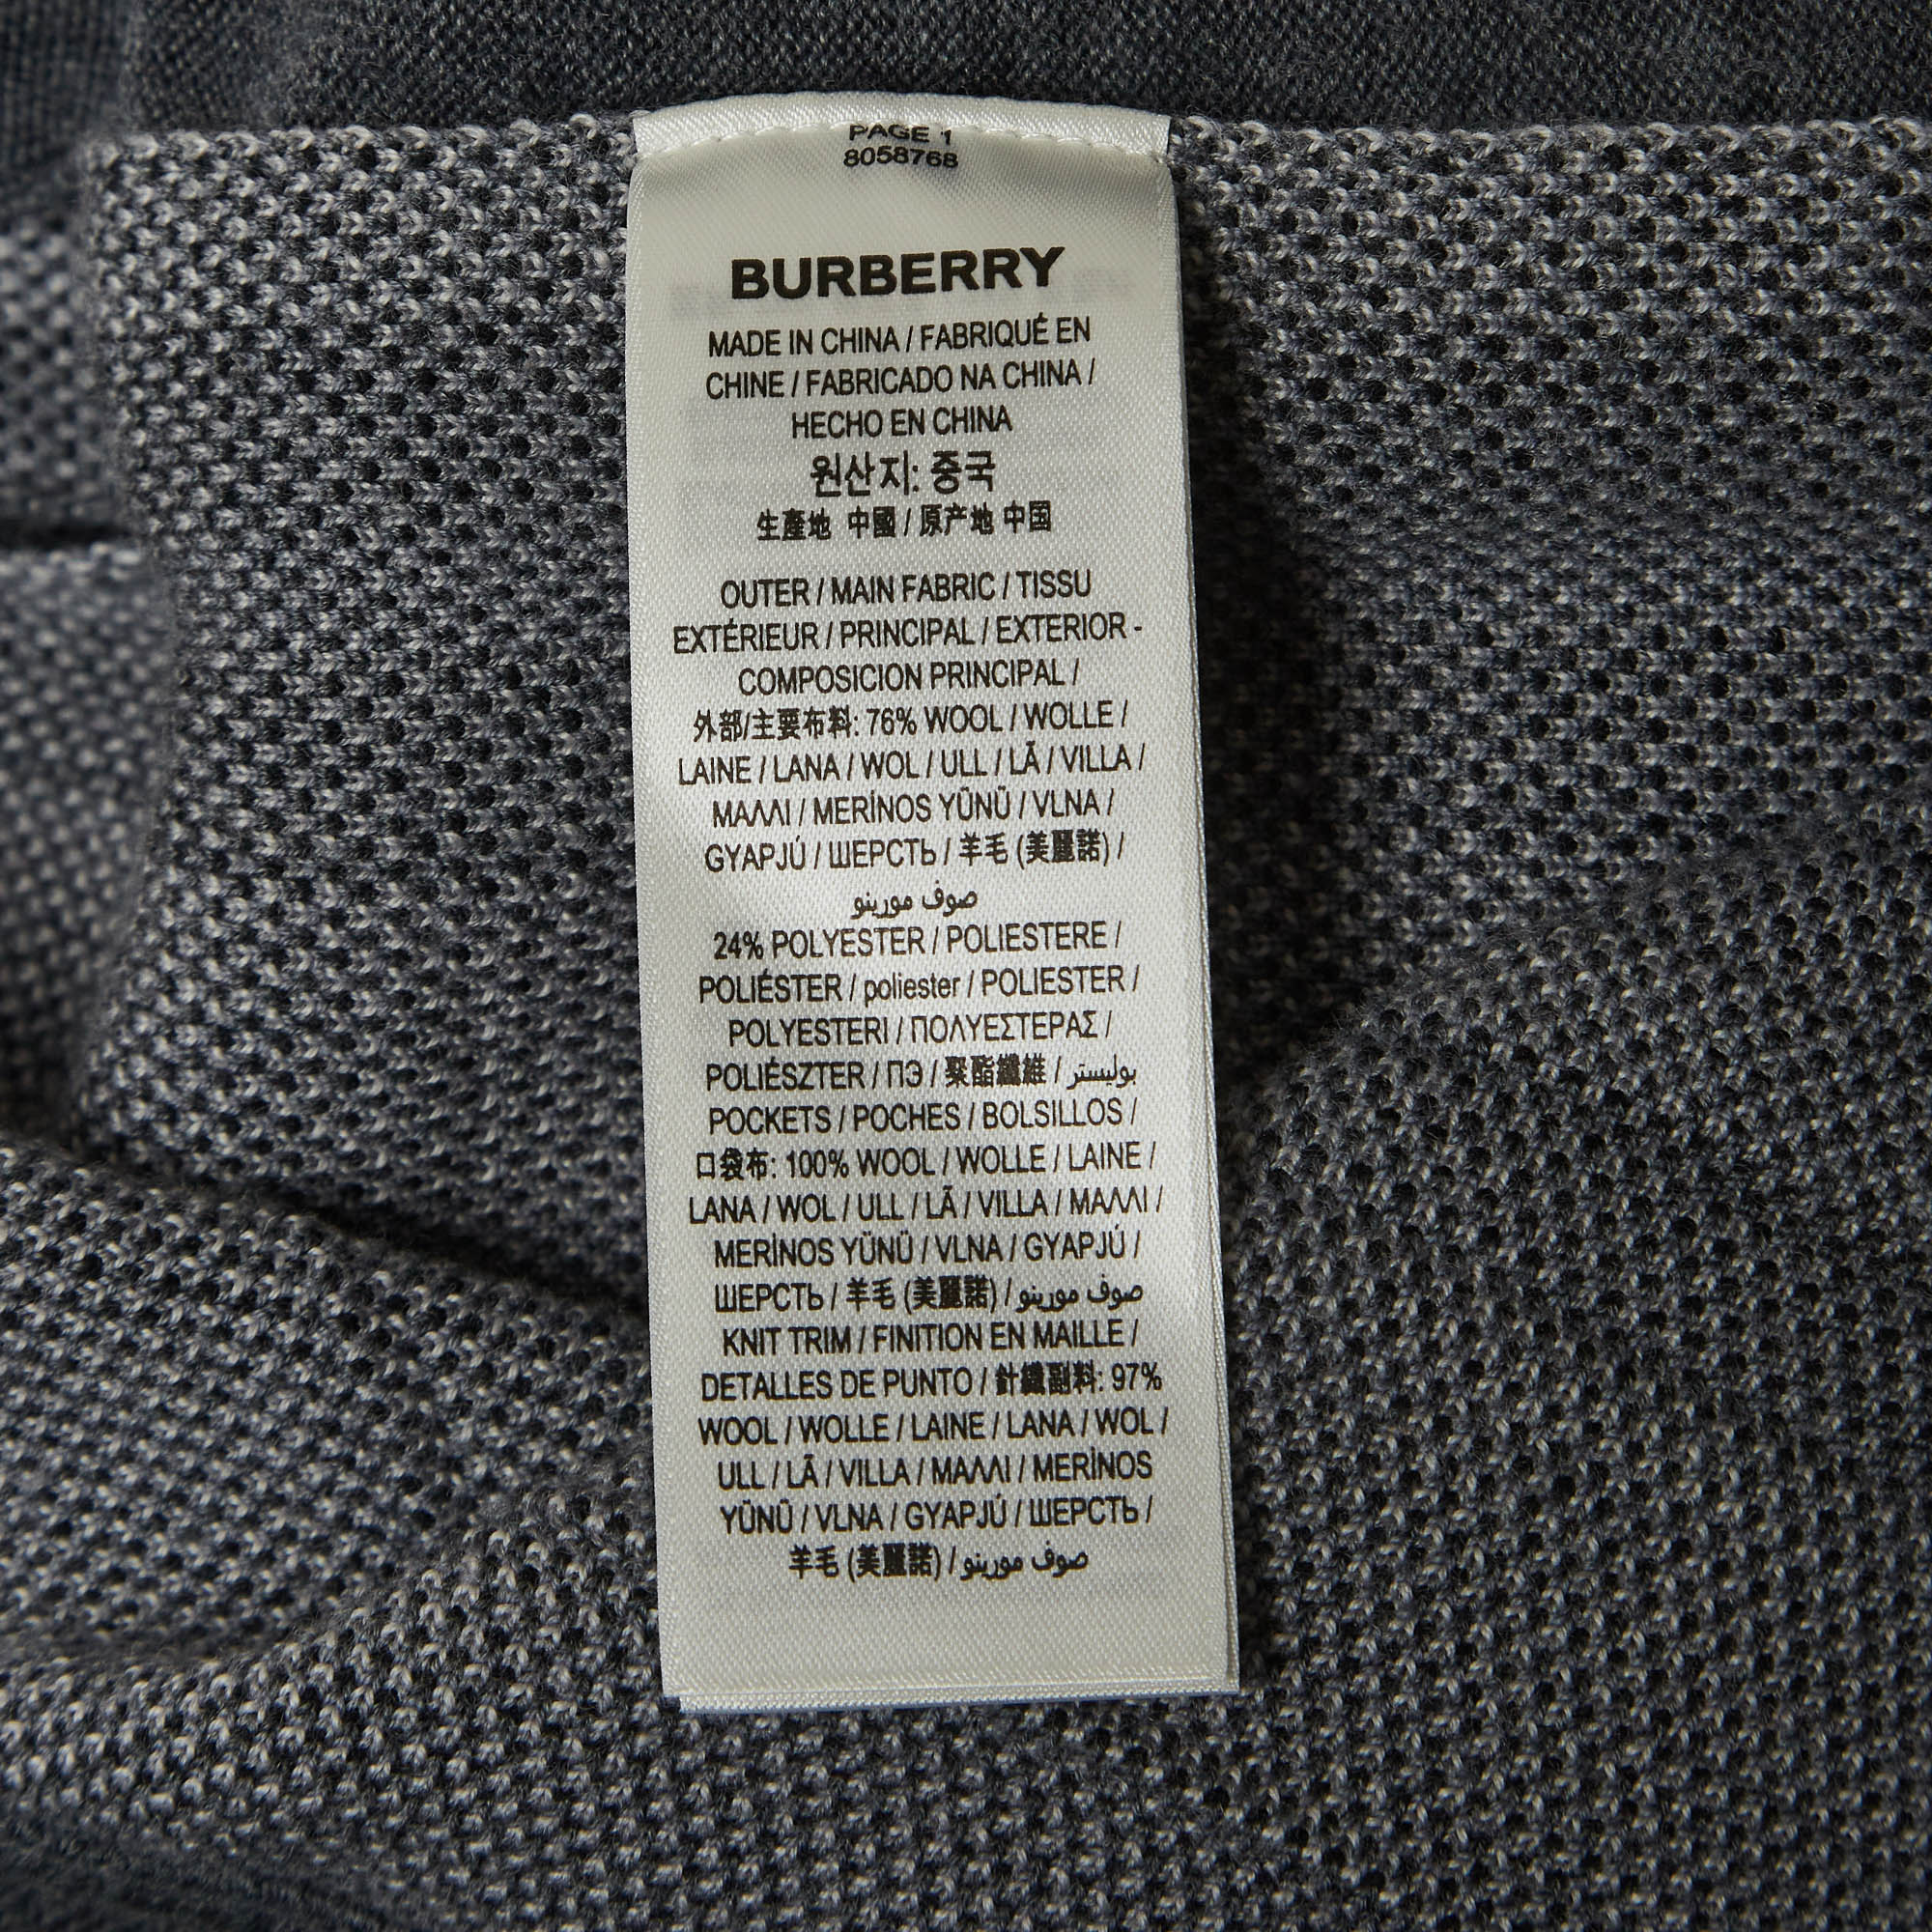 PAGE 1
8058768
BURBERRY
MADE IN CHINA / FABRIQUÉ EN
CHINE / FABRICADO NA CHINA /
HECHO EN CHINA
원산지: 중국
生產地 中國 / 原产地 中国
OUTER / MAIN FABRIC / TISSU
EXTÉRIEUR / PRINCIPAL / EXTERIOR -
COMPOSICION PRINCIPAL /
外部/主要布料: 76% WOOL / WOLLE /
LAINE / LANA / WOL / ULL / LÃ / VILLA /
ΜΑΛΛΙ / MERİNOS YÜNÜ / VLNA /
GYAPJÚ / ШЕРСТЬ / 羊毛 (美麗諾) /
صوف مورينو
24% POLYESTER / POLIESTERE /
POLIÉSTER / poliester / POLIESTER /
POLYESTERI / ΠΟΛΥΕΣΤΕΡΑΣ /
POLIÉSZTER / ПЭ / 聚酯纖維 / بوليستر
POCKETS / POCHES / BOLSILLOS /
口袋布: 100% WOOL / WOLLE / LAINE /
LANA / WOL / ULL / LÃ / VILLA / ΜΑΛΛΙ /
MERİNOS YÜNÜ / VLNA / GYAPJÚ /
ШЕРСТЬ / 羊毛 (美麗諾) / صوف مورينو
KNIT TRIM / FINITION EN MAILLE /
DETALLES DE PUNTO / 針織副料: 97%
WOOL / WOLLE / LAINE / LANA / WOL /
ULL / LÃ / VILLA / ΜΑΛΛΙ / MERİNOS
YÜNÜ / VLNA / GYAPJÚ / ШЕРСТЬ /
羊毛 (美麗諾) / صوف مورينو